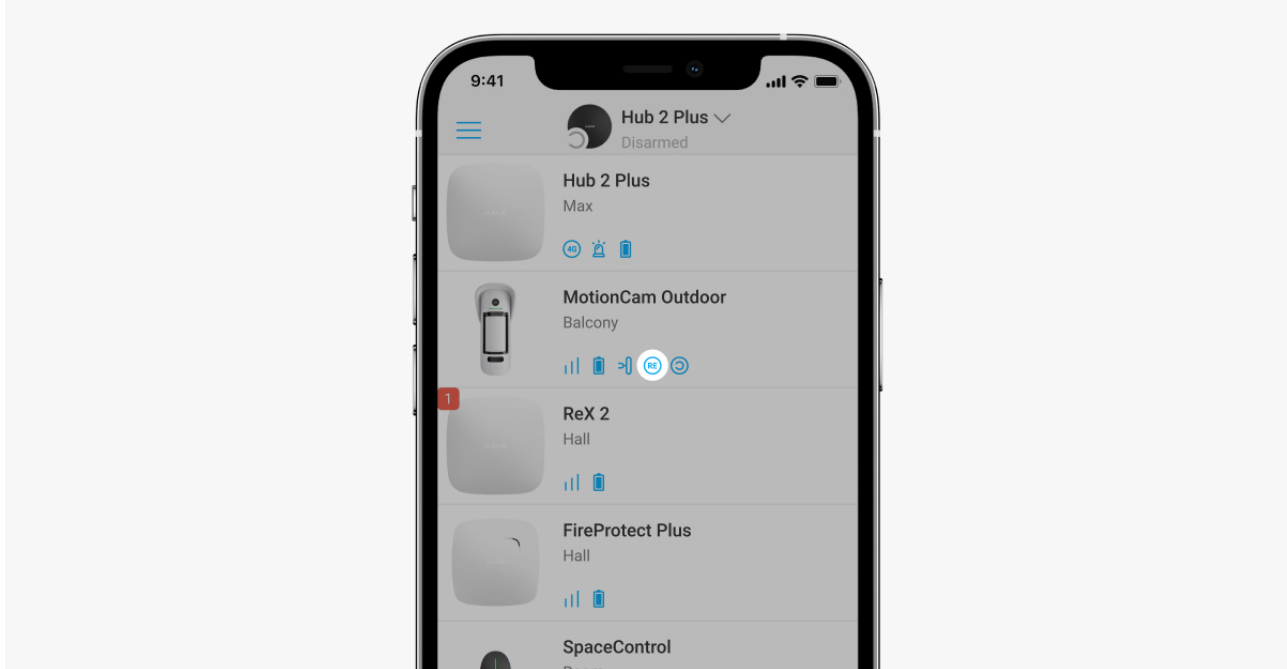 9:41
Hub 2 Plus
Disarmed
Hub 2 Plus
Max
4G
MotionCam Outdoor
Balcony
RE
1
ReX 2
Hall
FireProtect Plus
Hall
SpaceControl